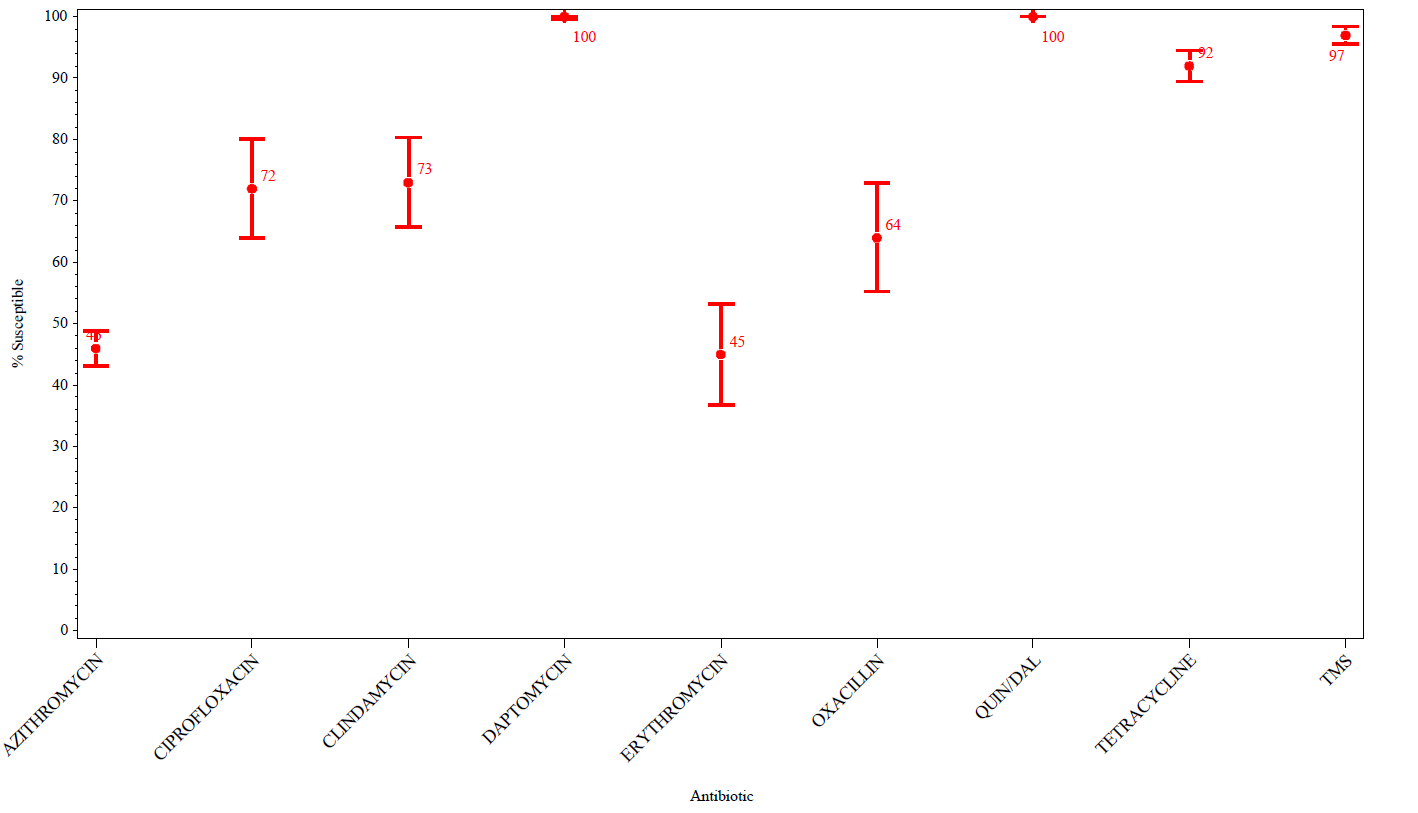 100
90
80
70
60
50
40
30
20
10
0
% Susceptible
72
73
100
45
64
100
92
97
AZITHROMYCIN
CIPROFLOXACIN
CLINDAMYCIN
DAPTOMYCIN
ERYTHROMYCIN
OXACILLIN
QUIN/DAL
TETRACYCLINE
TMS
Antibiotic